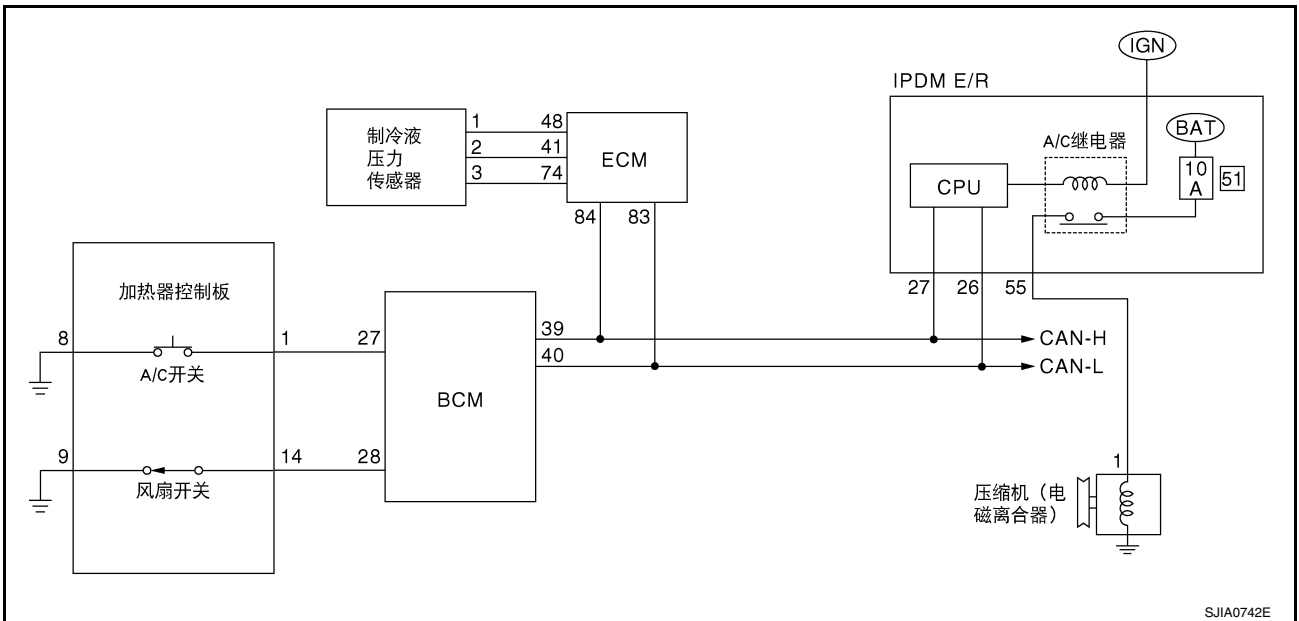 IGN
IPDM E/R
BAT
A/C继电器
10
A
51
CPU
制冷液
压力
传感器
1
2
3
48
41
74
ECM
84
83
27
26
55
加热器控制板
8
1
27
A/C开关
9
14
28
风扇开关
BCM
39
40
CAN-H
CAN-L
1
压缩机（电
磁离合器）
SJIA0742E